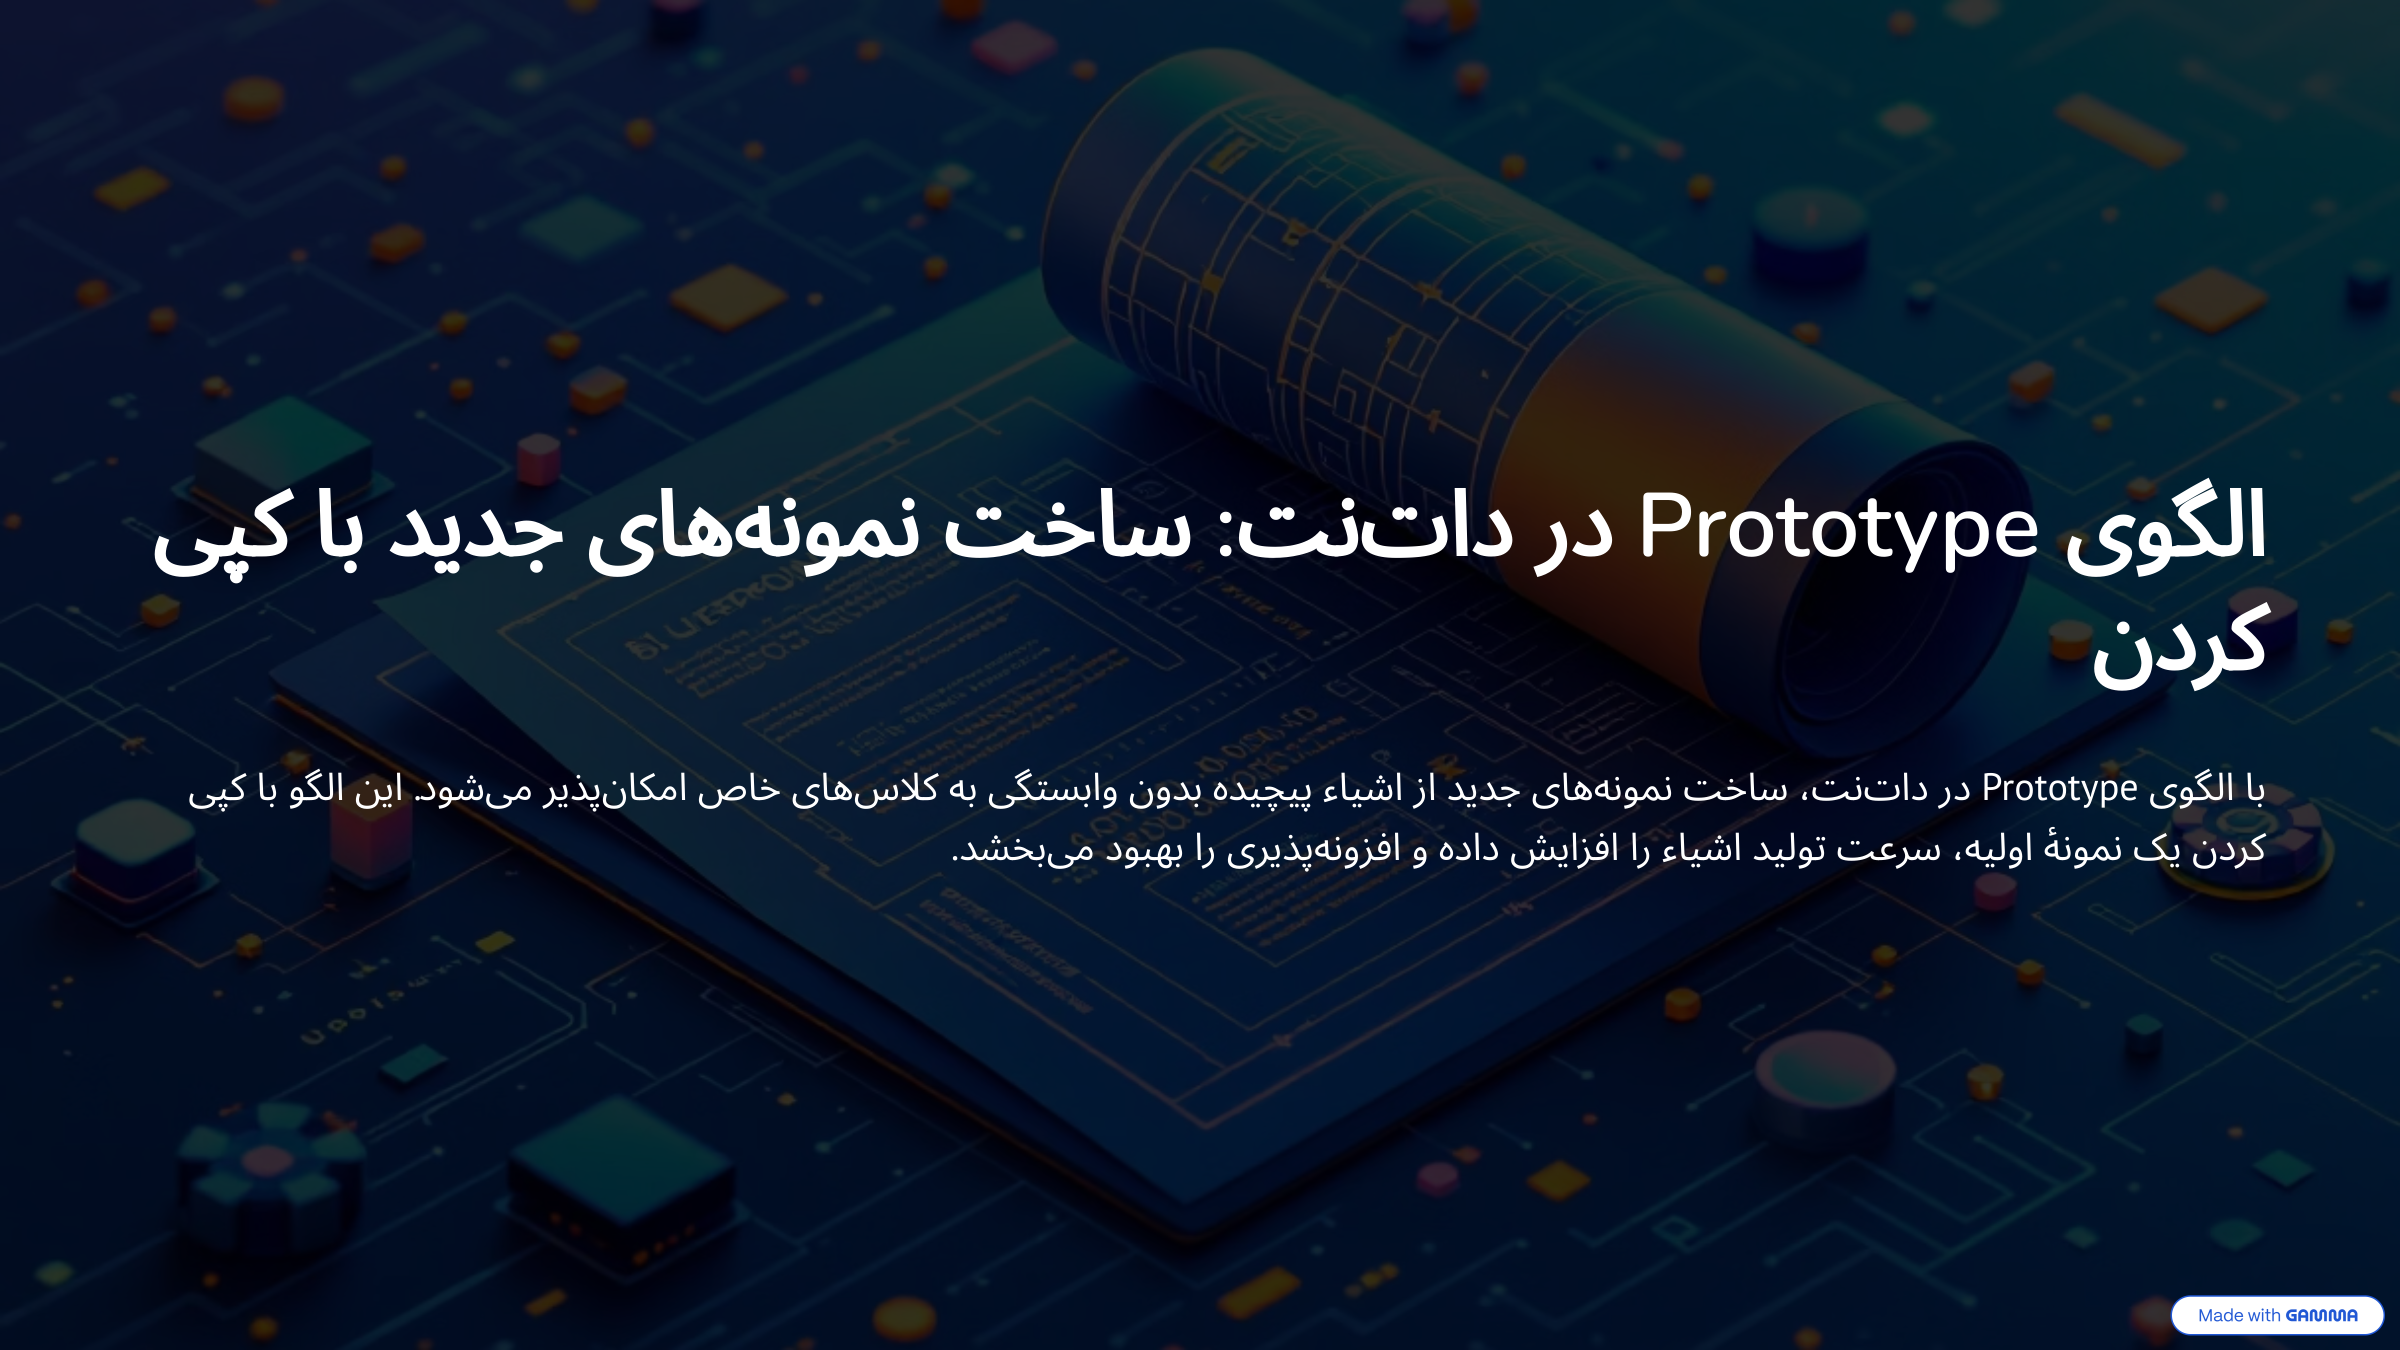 الگوی Prototype در دات‌نت: ساخت نمونه‌های جدید با کپی
کردن
با الگوی Prototype در دات‌نت، ساخت نمونه‌های جدید از اشیاء پیچیده بدون وابستگی به کلاس‌های خاص امکان‌پذیر می‌شود. این الگو با کپی
کردن یک نمونهٔ اولیه، سرعت تولید اشیاء را افزایش داده و افزونه‌پذیری را بهبود می‌بخشد.
Made with GAMMA